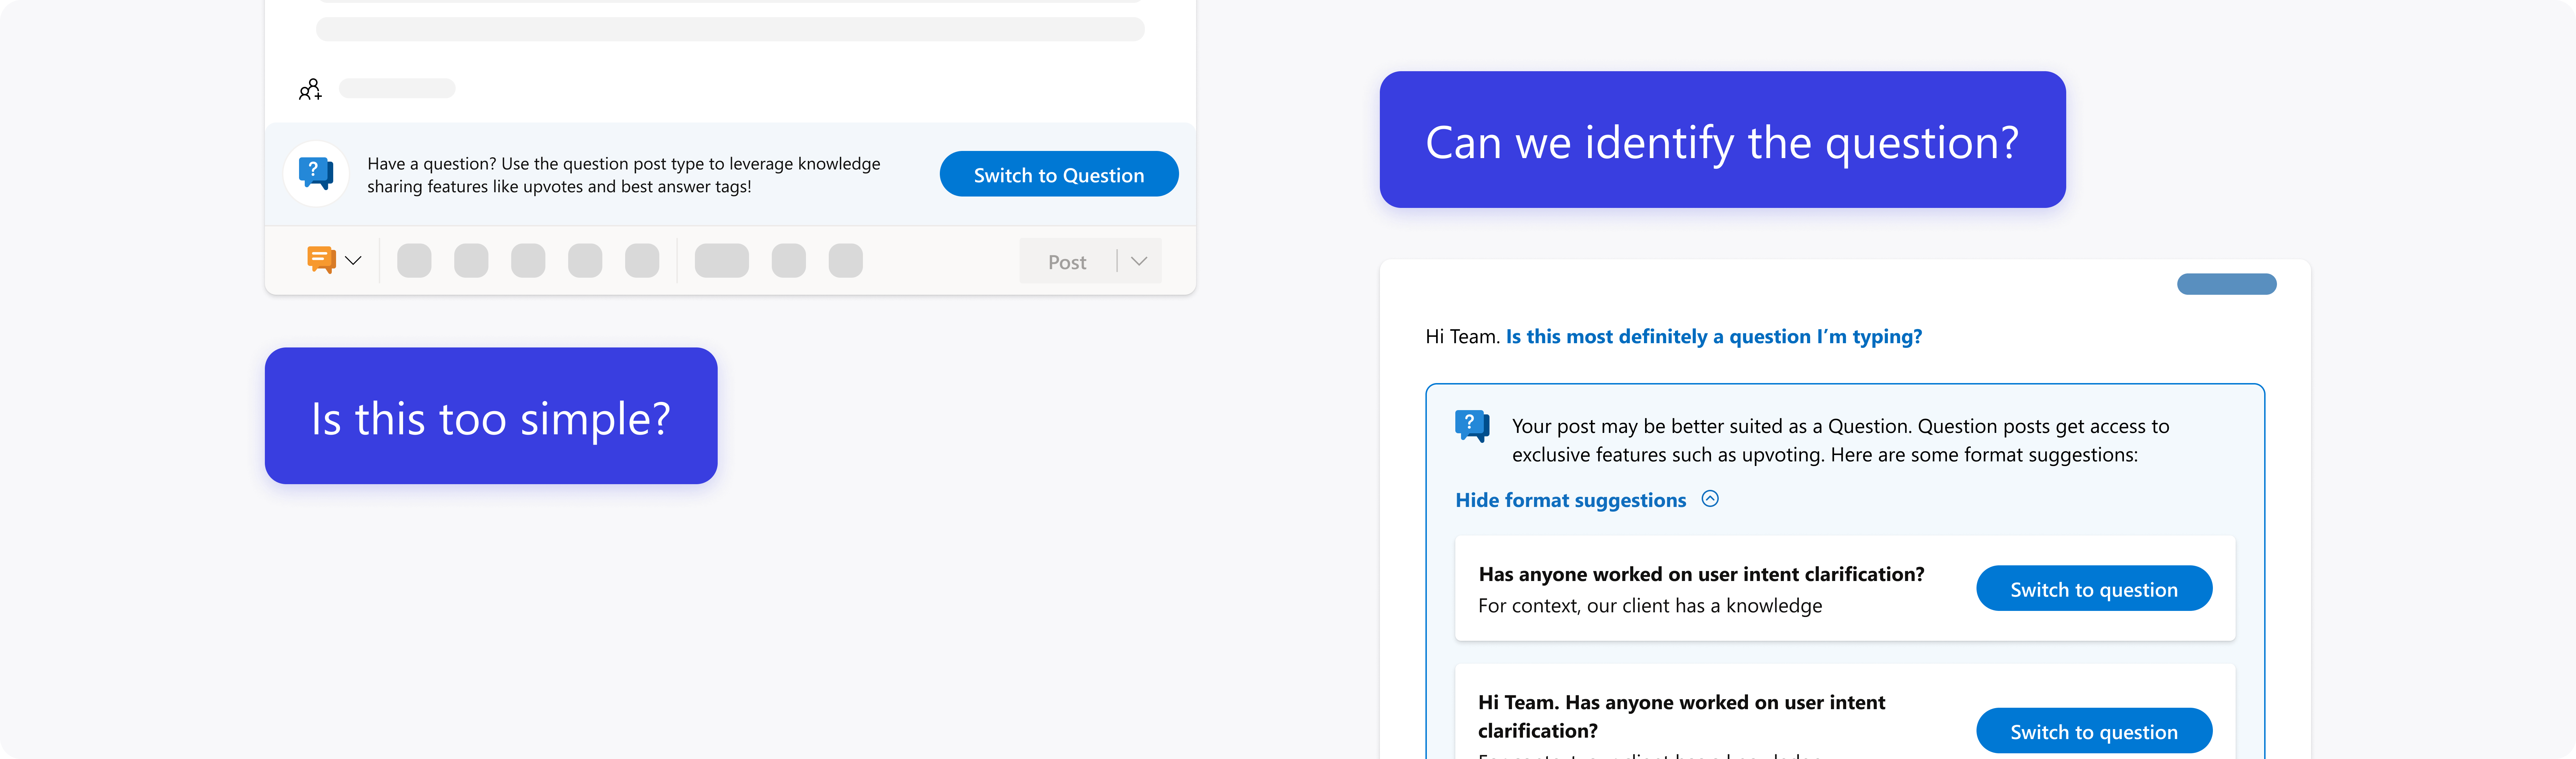 Have a question? Use the question post type to leverage knowledge
sharing features like upvotes and best answer tags!
Switch to Question
Post
Is this too simple?
Can we identify the question?
Hi Team. Is this most definitely a question I’m typing?
Your post may be better suited as a Question. Question posts get access to
exclusive features such as upvoting. Here are some format suggestions:
Hide format suggestions
Has anyone worked on user intent clarification?
For context, our client has a knowledge
Switch to question
Hi Team. Has anyone worked on user intent
clarification?
Switch to question